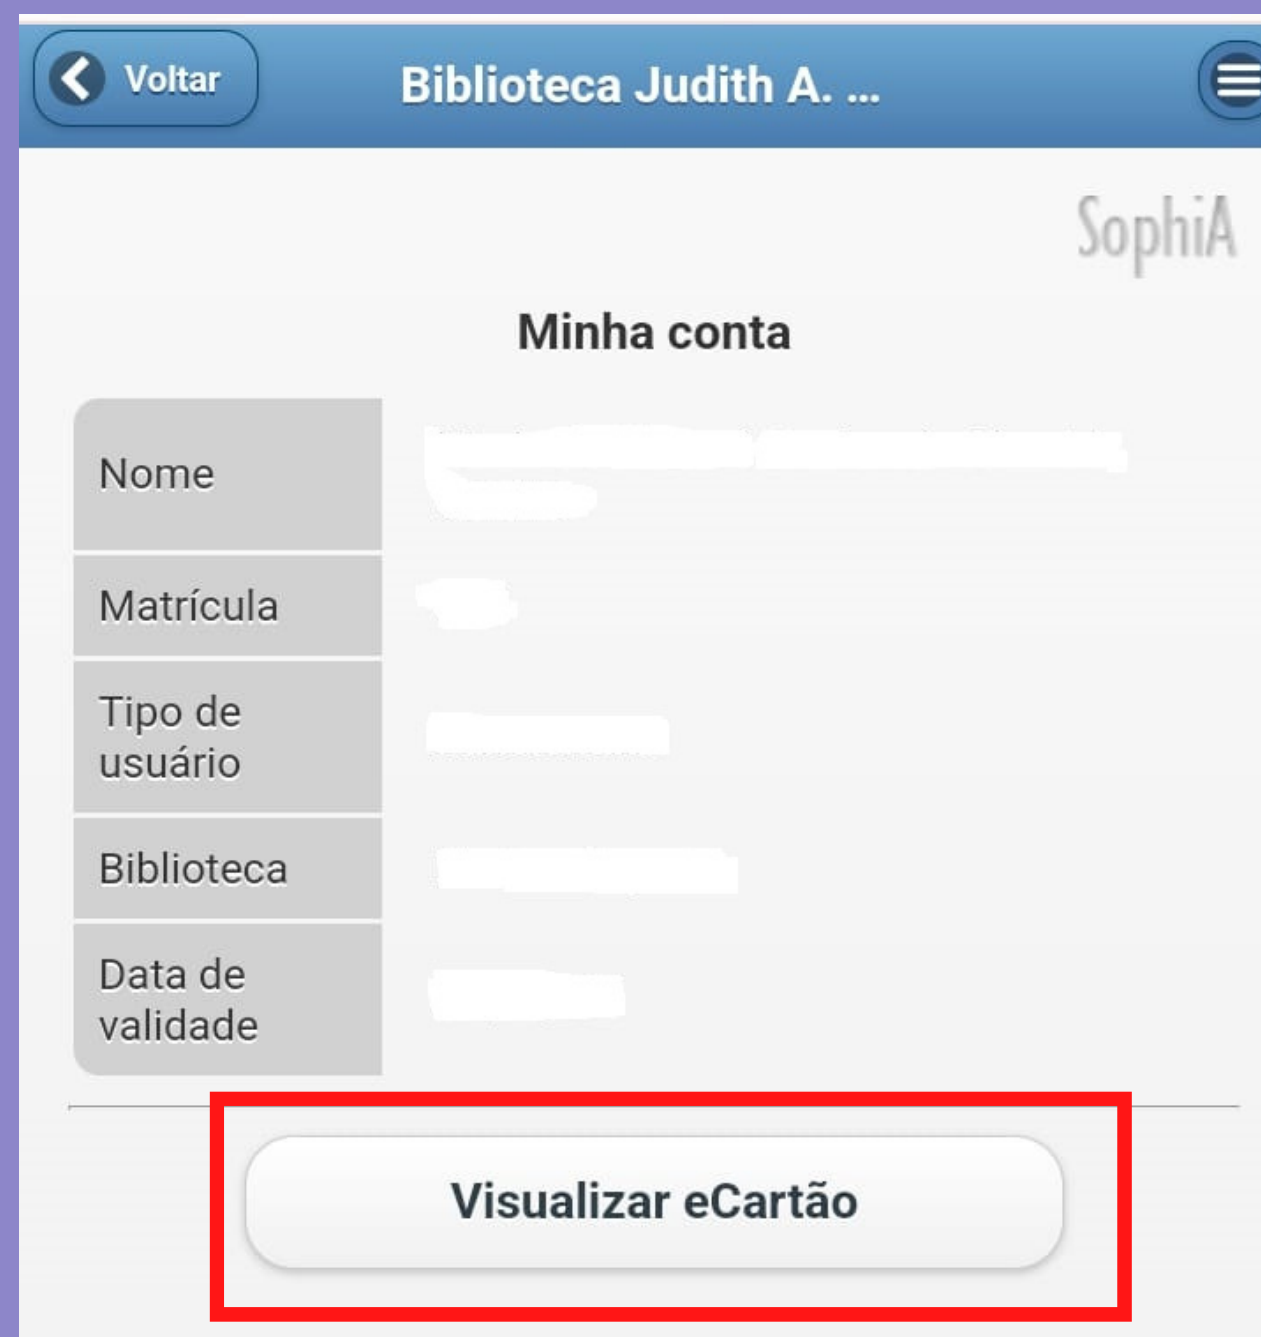 Voltar
Biblioteca Judith A. ...
SophiA
Minha conta
Nome
Matrícula
Tipo de
usuário
Biblioteca
Data de
validade
Visualizar eCartão